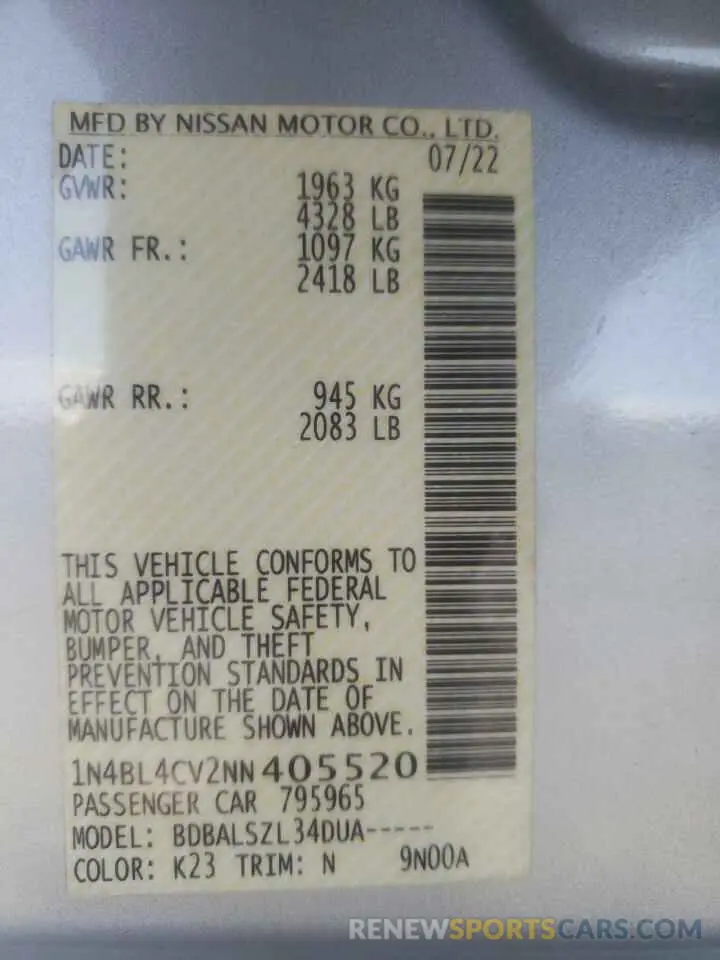 MFD BY NISSAN MOTOR CO., LTD.
DATE: 07/22
GVWR: 1963 KG
4328 LB
GAWR FR.: 1097 KG
2418 LB
GAWR RR.: 945 KG
2083 LB
THIS VEHICLE CONFORMS TO
ALL APPLICABLE FEDERAL
MOTOR VEHICLE SAFETY,
BUMPER, AND THEFT
PREVENTION STANDARDS IN
EFFECT ON THE DATE OF
MANUFACTURE SHOWN ABOVE.
1N4BL4CV2NN405520
PASSENGER CAR 795965
MODEL: BDBALSZL34DUA-----
COLOR: K23 TRIM: N 9N00A
RENEWSPORTSCARS.COM